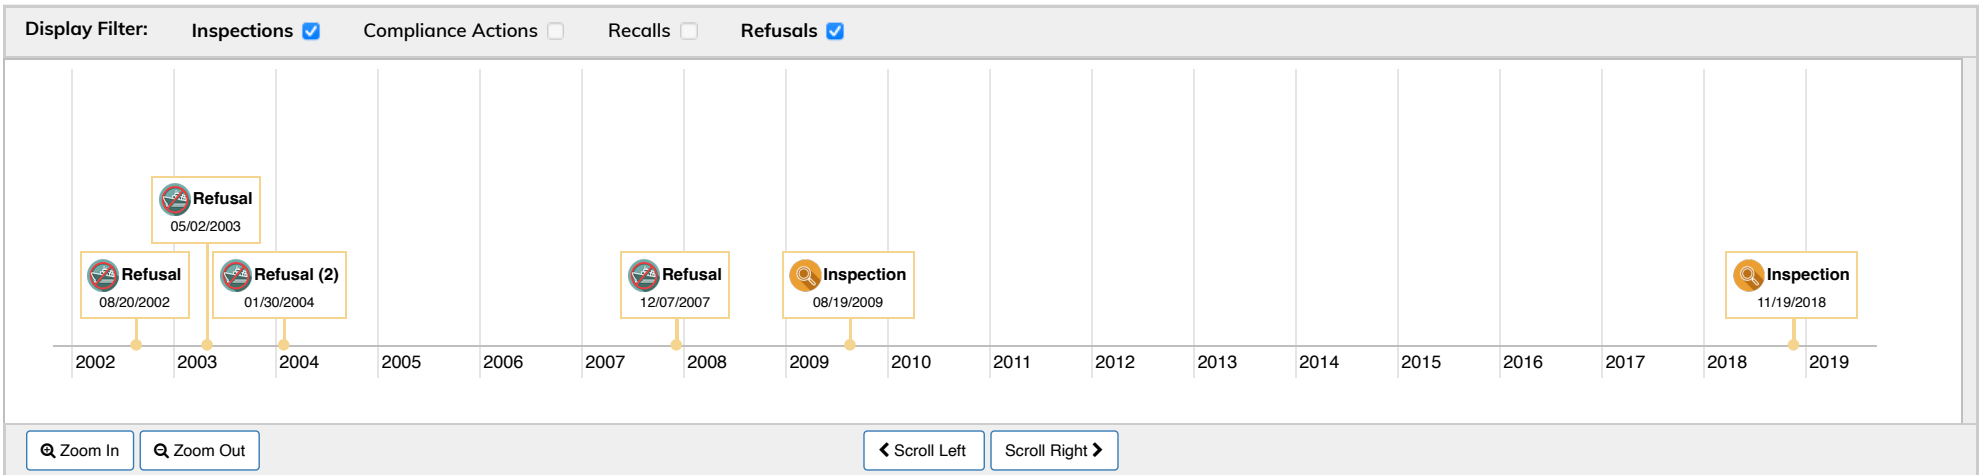 Display Filter: Inspections Compliance Actions Recalls Refusals
Refusal
05/02/2003
Refusal
08/20/2002
Refusal (2)
01/30/2004
Refusal
12/07/2007
Inspection
08/19/2009
Inspection
11/19/2018
2002 2003 2004 2005 2006 2007 2008 2009 2010 2011 2012 2013 2014 2015 2016 2017 2018 2019
Zoom In Zoom Out Scroll Left Scroll Right